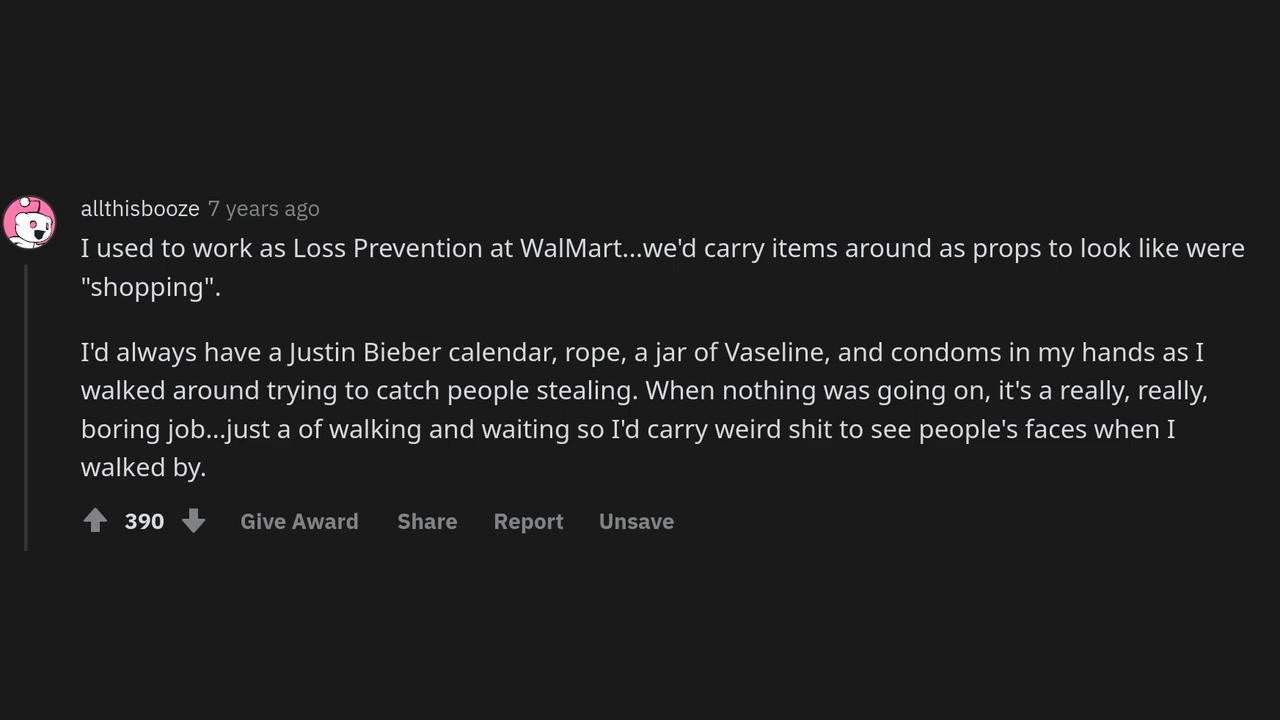 allthisbooze 7 years ago
I used to work as Loss Prevention at WalMart...we'd carry items around as props to look like were
"shopping".
I'd always have a Justin Bieber calendar, rope, a jar of Vaseline, and condoms in my hands as I
walked around trying to catch people stealing. When nothing was going on, it's a really, really,
boring job...just a of walking and waiting so I'd carry weird shit to see people's faces when I
walked by.
390 Give Award Share Report Unsave